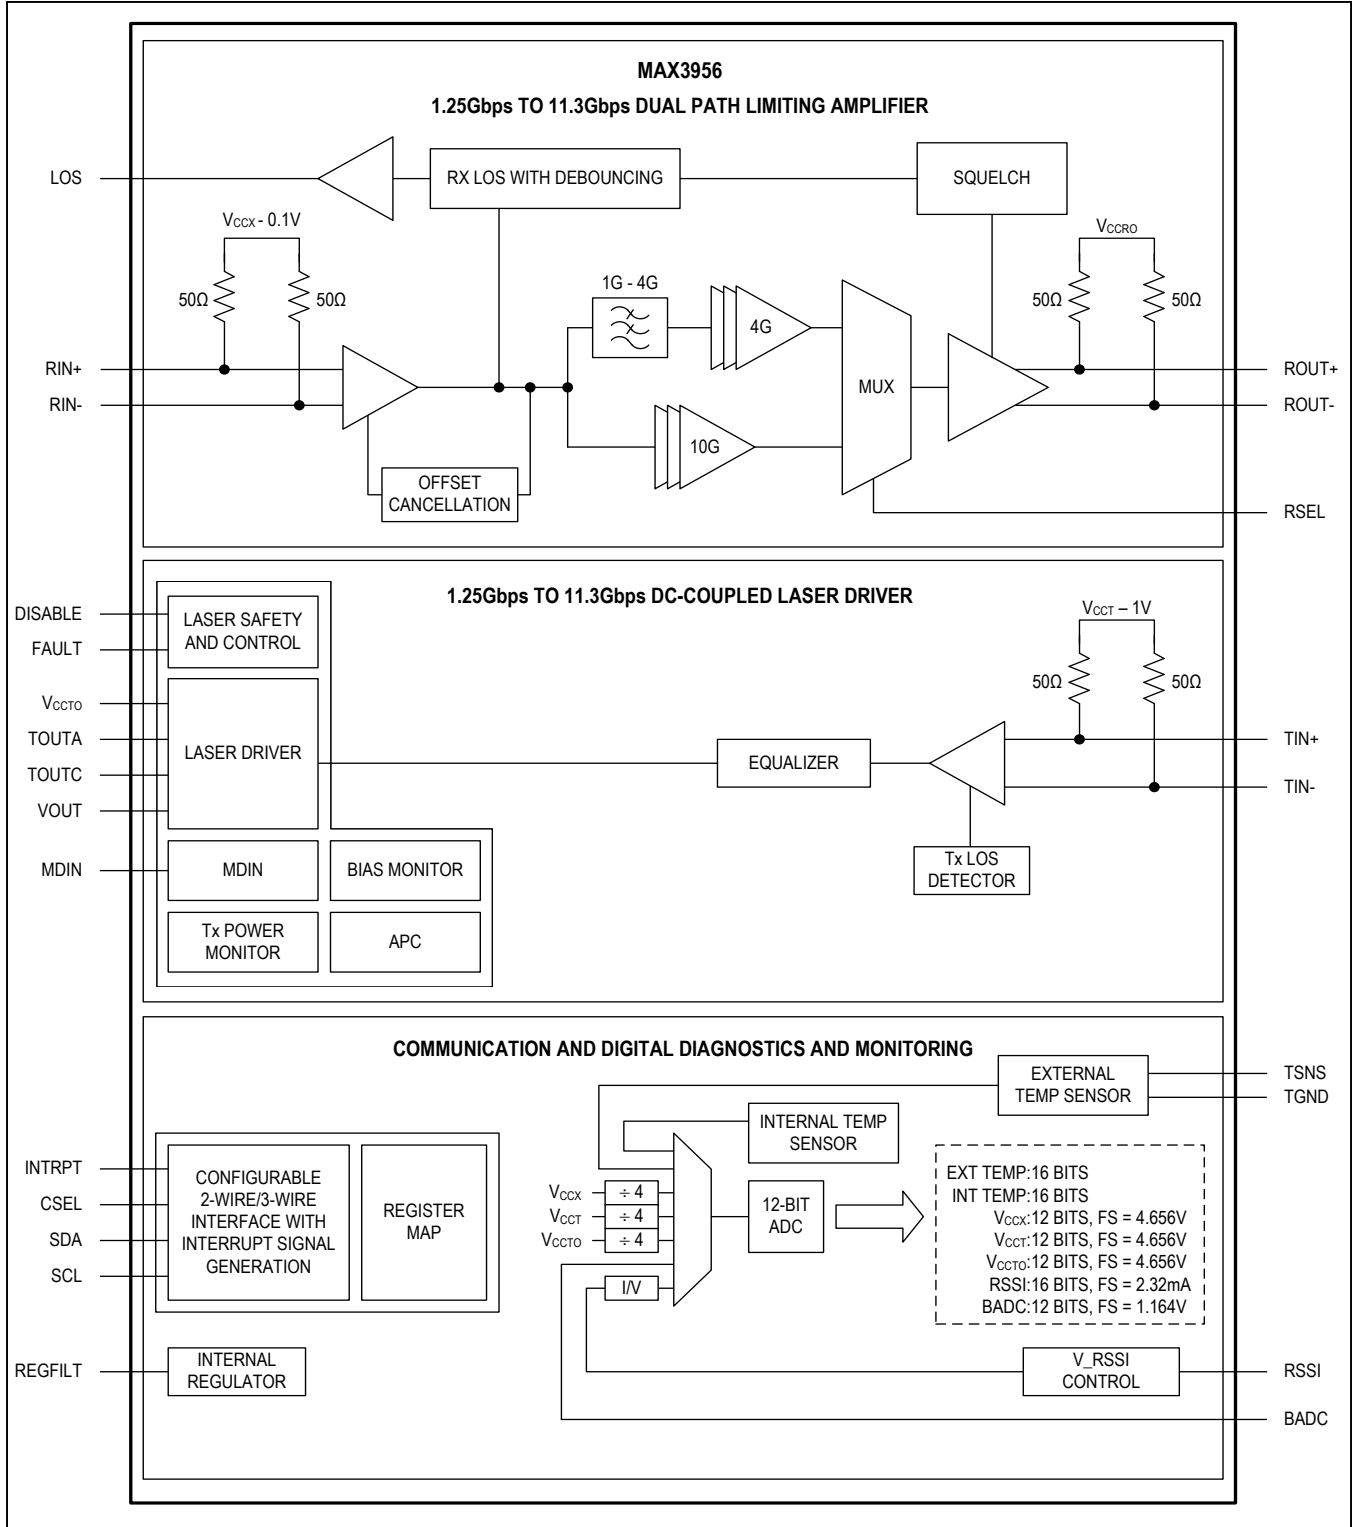 MAX3956
1.25Gbps TO 11.3Gbps DUAL PATH LIMITING AMPLIFIER
LOS
RX LOS WITH DEBOUNCING
SQUELCH
VCCX - 0.1V
VCCRO
50Ω
50Ω
1G - 4G
50Ω
50Ω
4G
RIN+
RIN-
MUX
ROUT+
ROUT-
10G
OFFSET
CANCELLATION
RSEL
1.25Gbps TO 11.3Gbps DC-COUPLED LASER DRIVER
DISABLE
FAULT
LASER SAFETY
AND CONTROL
VCCT – 1V
50Ω
50Ω
VCCTO
TOUTA
TOUTC
VOUT
LASER DRIVER
EQUALIZER
TIN+
TIN-
MDIN
MDIN
BIAS MONITOR
Tx LOS
DETECTOR
Tx POWER
MONITOR
APC
COMMUNICATION AND DIGITAL DIAGNOSTICS AND MONITORING
EXTERNAL
TEMP SENSOR
TSNS
TGND
INTERNAL TEMP
SENSOR
INTRPT
CSEL
SDA
SCL
CONFIGURABLE
2-WIRE/3-WIRE
INTERFACE WITH
INTERRUPT SIGNAL
GENERATION
REGISTER
MAP
VCCX
÷ 4
VCCT
÷ 4
VCCTO
÷ 4
I/V
12-BIT
ADC
EXT TEMP:16 BITS
INT TEMP:16 BITS
VCCX:12 BITS, FS = 4.656V
VCCT:12 BITS, FS = 4.656V
VCCTO:12 BITS, FS = 4.656V
RSSI:16 BITS, FS = 2.32mA
BADC:12 BITS, FS = 1.164V
REGFILT
INTERNAL
REGULATOR
V_RSSI
CONTROL
RSSI
BADC